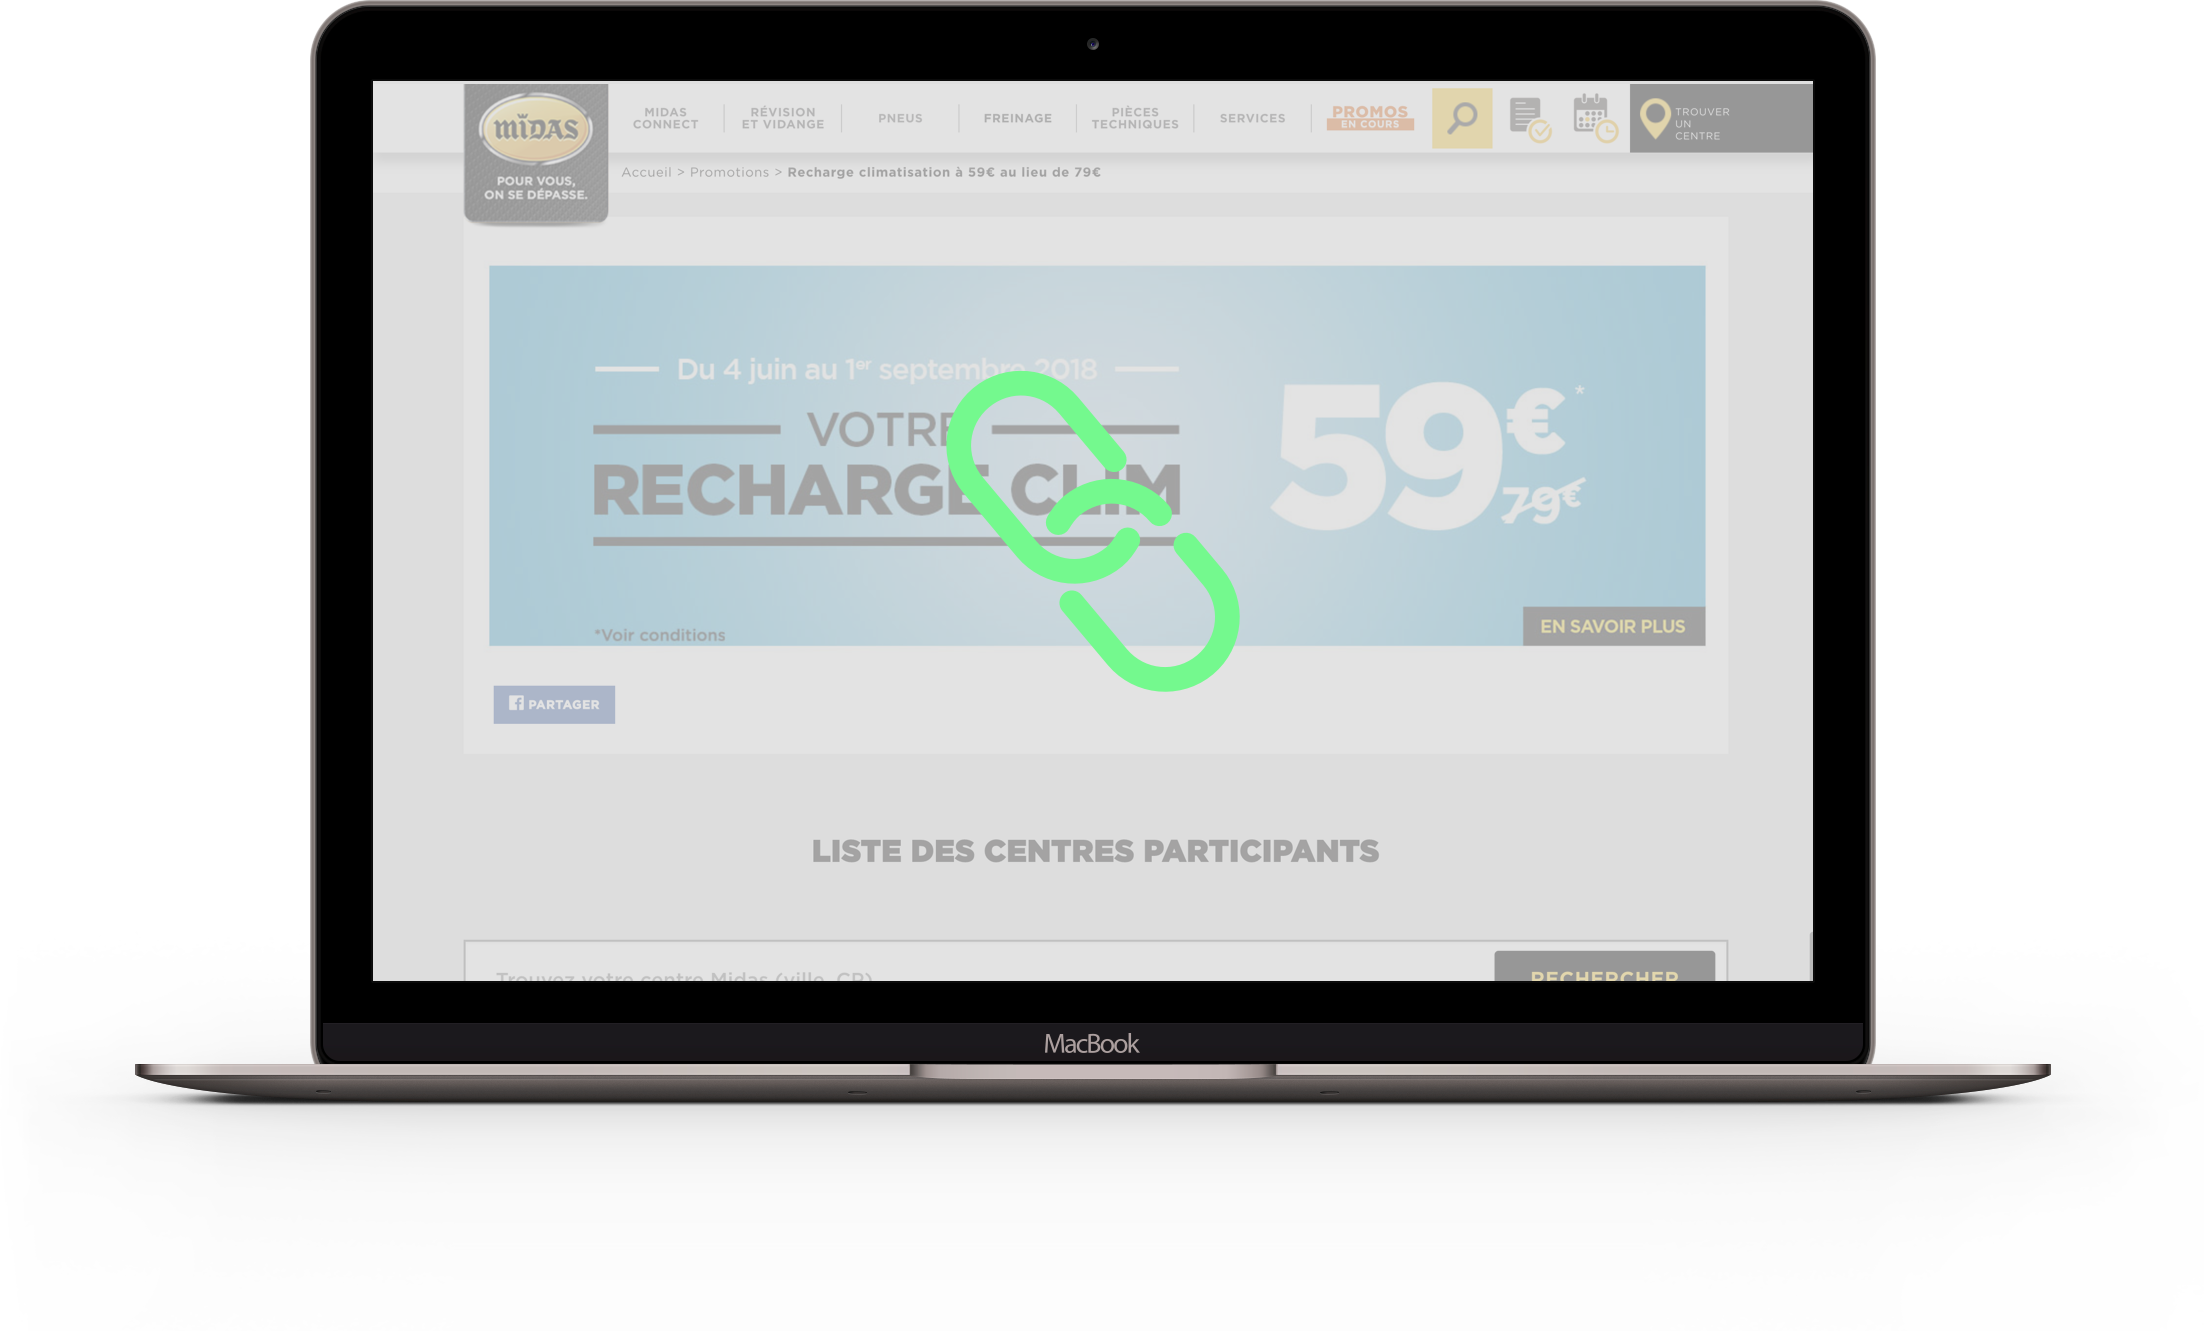 MIDAS
CONNECT
RÉVISION
ET VIDANGE
PNEUS
FREINAGE
PIÈCES
TECHNIQUES
SERVICES
PROMOS
EN COURS
TROUVER
UN
CENTRE
MIDAS
POUR VOUS,
ON SE DÉPASSE.
Accueil > Promotions > Recharge climatisation à 59€ au lieu de 79€
Du 4 juin au 1er septembre 2018
VOTRE
RECHARGE CLIM
59€*
79€
*Voir conditions
EN SAVOIR PLUS
PARTAGER
LISTE DES CENTRES PARTICIPANTS
Trouvez votre centre Midas (ville, CP)
RECHERCHER
MacBook